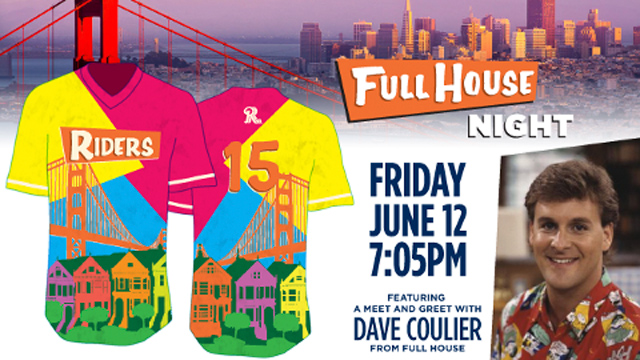 FULL HOUSE
NIGHT
RIDERS
R.
15
FRIDAY
JUNE 12
7:05PM
FEATURING
A MEET AND GREET WITH
DAVE COULIER
FROM FULL HOUSE